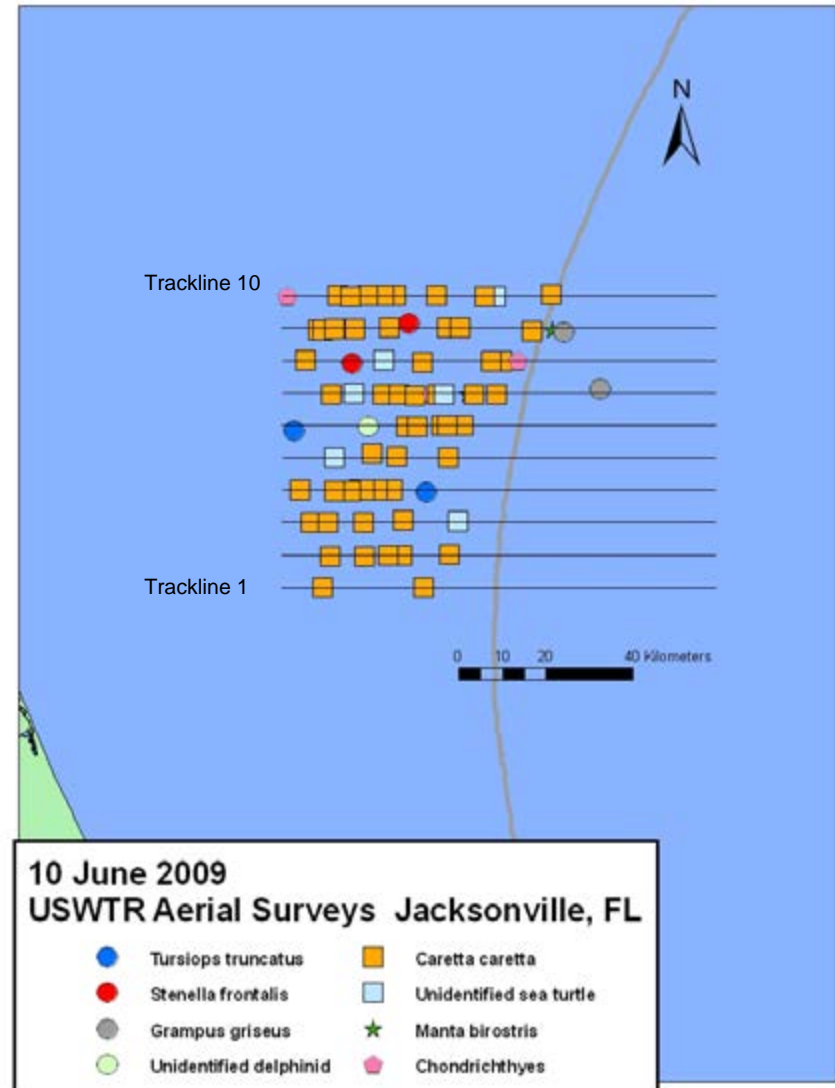 N
Trackline 10
Trackline 1
0 10 20 40 Kilometers
10 June 2009
USWTR Aerial Surveys Jacksonville, FL
Tursiops truncatus
Caretta caretta
Stenella frontalis
Unidentified sea turtle
Grampus griseus
Manta birostris
Unidentified delphinid
Chondrichthyes